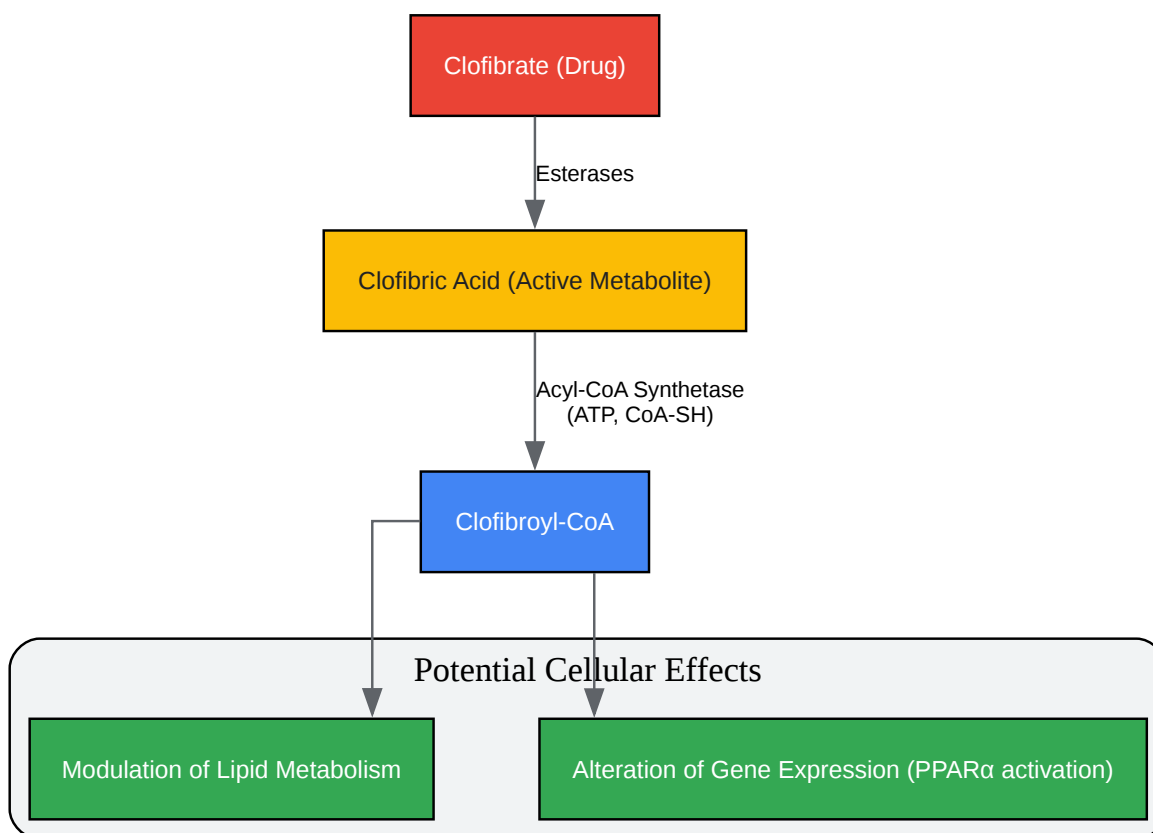 Clofibrate (Drug)
Esterases
Clofibric Acid (Active Metabolite)
Acyl-CoA Synthetase
(ATP, CoA-SH)
Clofibroyl-CoA
Potential Cellular Effects
Modulation of Lipid Metabolism
Alteration of Gene Expression (PPARα activation)